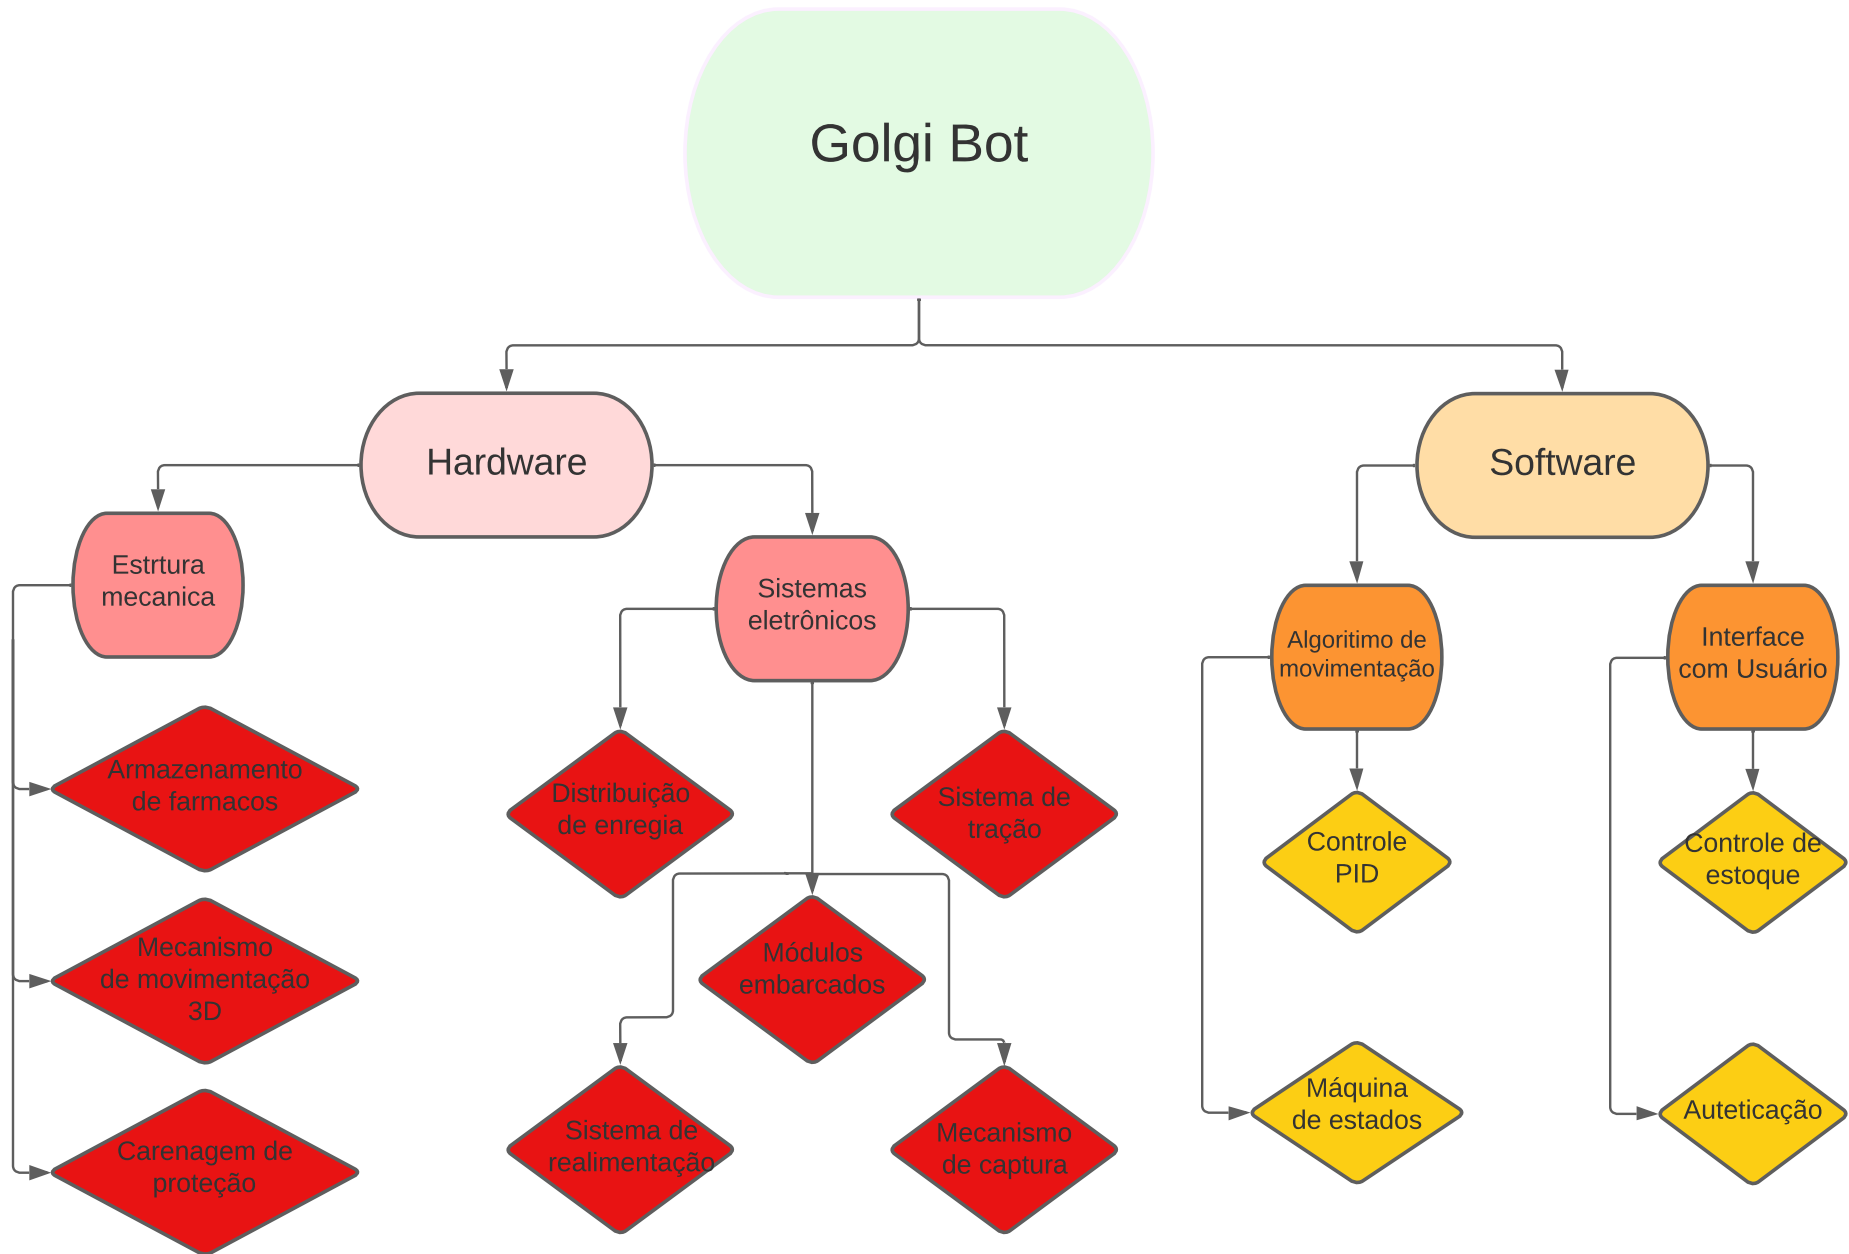 Golgi Bot
Hardware
Software
Estrtura
mecanica
Sistemas
eletrônicos
Algoritimo de
movimentação
Interface
com Usuário
Armazenamento
de farmacos
Distribuição
de enregia
Sistema de
tração
Controle
PID
Controle de
estoque
Mecanismo
de movimentação
3D
Módulos
embarcados
Carenagem de
proteção
Sistema de
realimentação
Mecanismo
de captura
Máquina
de estados
Auteticação